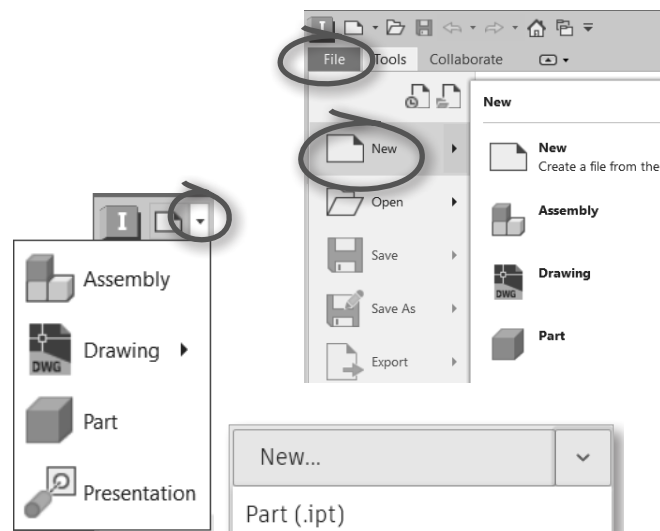 I
File Tools Collaborate
New
New
New
Create a file from the
Open
Assembly
Save
Drawing
DWG
Save As
Part
Export
I
Assembly
Drawing
DWG
Part
Presentation
New...
Part (.ipt)